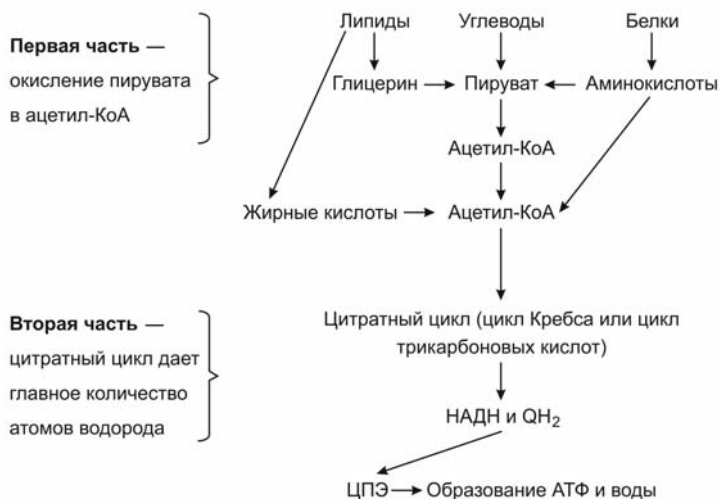 Липиды Углеводы Белки
Первая часть —
окисление пирувата
в ацетил-КоА
Глицерин Пируват Аминокислоты
Ацетил-КоА
Жирные кислоты Ацетил-КоА
Вторая часть —
цитратный цикл дает
главное количество
атомов водорода
Цитратный цикл (цикл Кребса или цикл
трикарбоновых кислот)
НАДН и QH₂
ЦПЭ Образование АТФ и воды